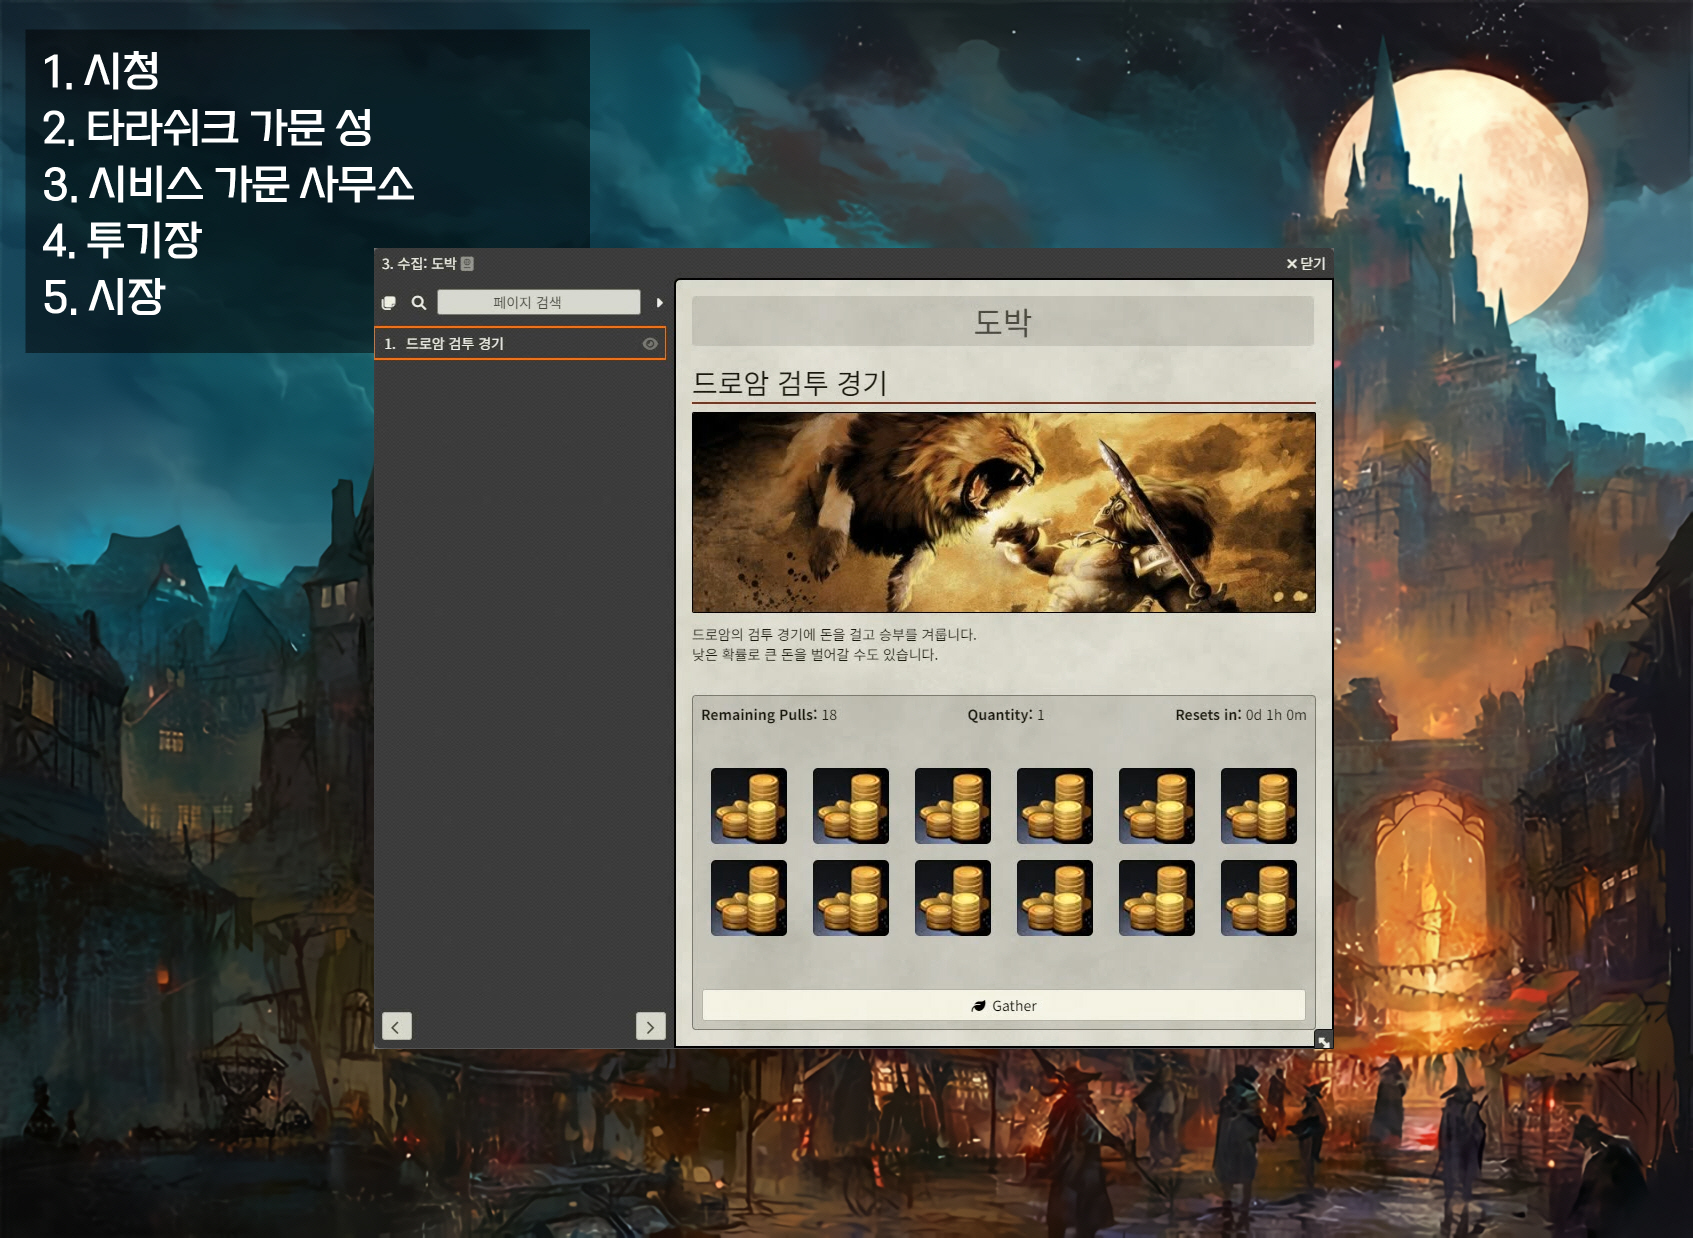 1. 시청
2. 타라쉬크 가문 성
3. 시비스 가문 사무소
4. 투기장
5. 시장
3. 수집: 도박
닫기
페이지 검색
1. 드로암 검투 경기
도박
드로암 검투 경기
드로암의 검투 경기에 돈을 걸고 승부를 겨룹니다.
낮은 확률로 큰 돈을 벌어갈 수도 있습니다.
Remaining Pulls: 18 Quantity: 1 Resets in: 0d 1h 0m
Gather